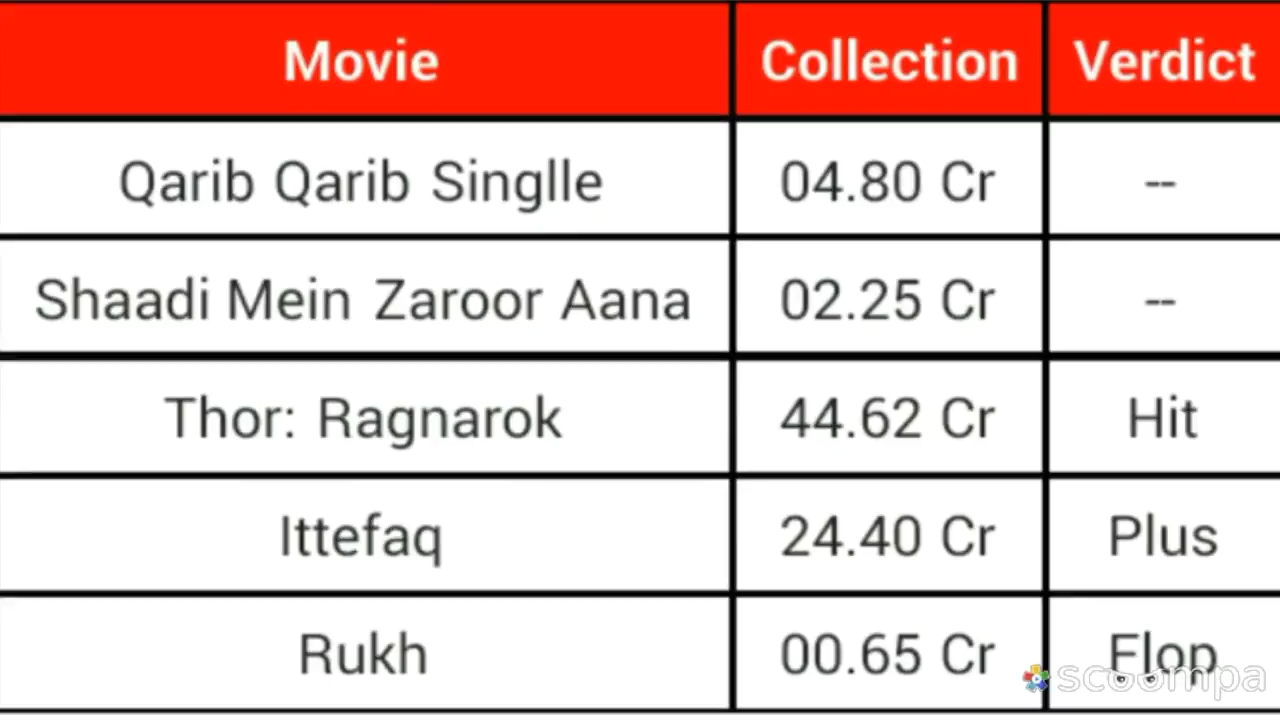 Movie Collection Verdict
Qarib Qarib Singlle 04.80 Cr --
Shaadi Mein Zaroor Aana 02.25 Cr --
Thor: Ragnarok 44.62 Cr Hit
Ittefaq 24.40 Cr Plus
Rukh 00.65 Cr Flop
scoompa